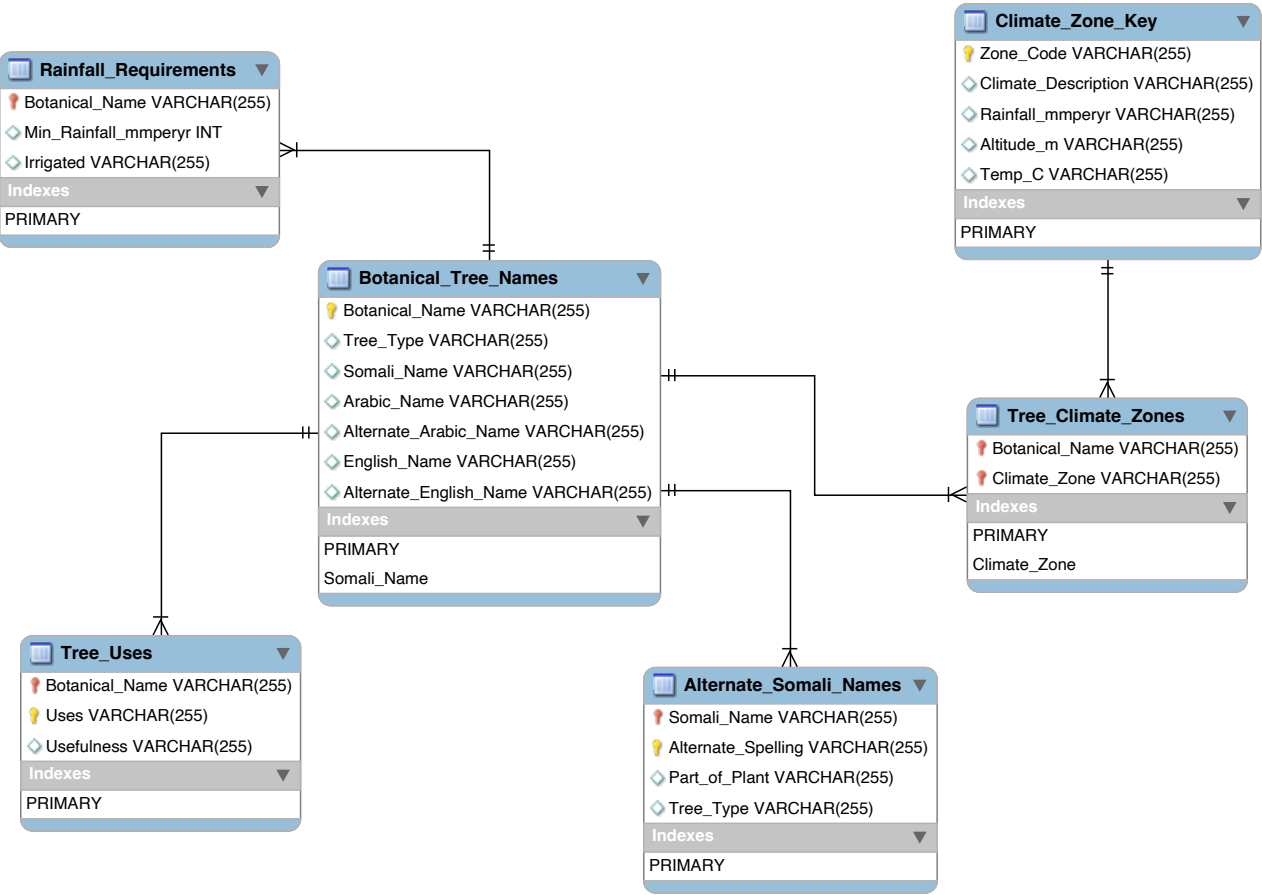 Climate_Zone_Key
Zone_Code VARCHAR(255)
Climate_Description VARCHAR(255)
Rainfall_mmperyr VARCHAR(255)
Altitude_m VARCHAR(255)
Temp_C VARCHAR(255)
Indexes
PRIMARY
Rainfall_Requirements
Botanical_Name VARCHAR(255)
Min_Rainfall_mmperyr INT
Irrigated VARCHAR(255)
Indexes
PRIMARY
Botanical_Tree_Names
Botanical_Name VARCHAR(255)
Tree_Type VARCHAR(255)
Somali_Name VARCHAR(255)
Arabic_Name VARCHAR(255)
Alternate_Arabic_Name VARCHAR(255)
English_Name VARCHAR(255)
Alternate_English_Name VARCHAR(255)
Indexes
PRIMARY
Somali_Name
Tree_Climate_Zones
Botanical_Name VARCHAR(255)
Climate_Zone VARCHAR(255)
Indexes
PRIMARY
Climate_Zone
Tree_Uses
Botanical_Name VARCHAR(255)
Uses VARCHAR(255)
Usefulness VARCHAR(255)
Indexes
PRIMARY
Alternate_Somali_Names
Somali_Name VARCHAR(255)
Alternate_Spelling VARCHAR(255)
Part_of_Plant VARCHAR(255)
Tree_Type VARCHAR(255)
Indexes
PRIMARY